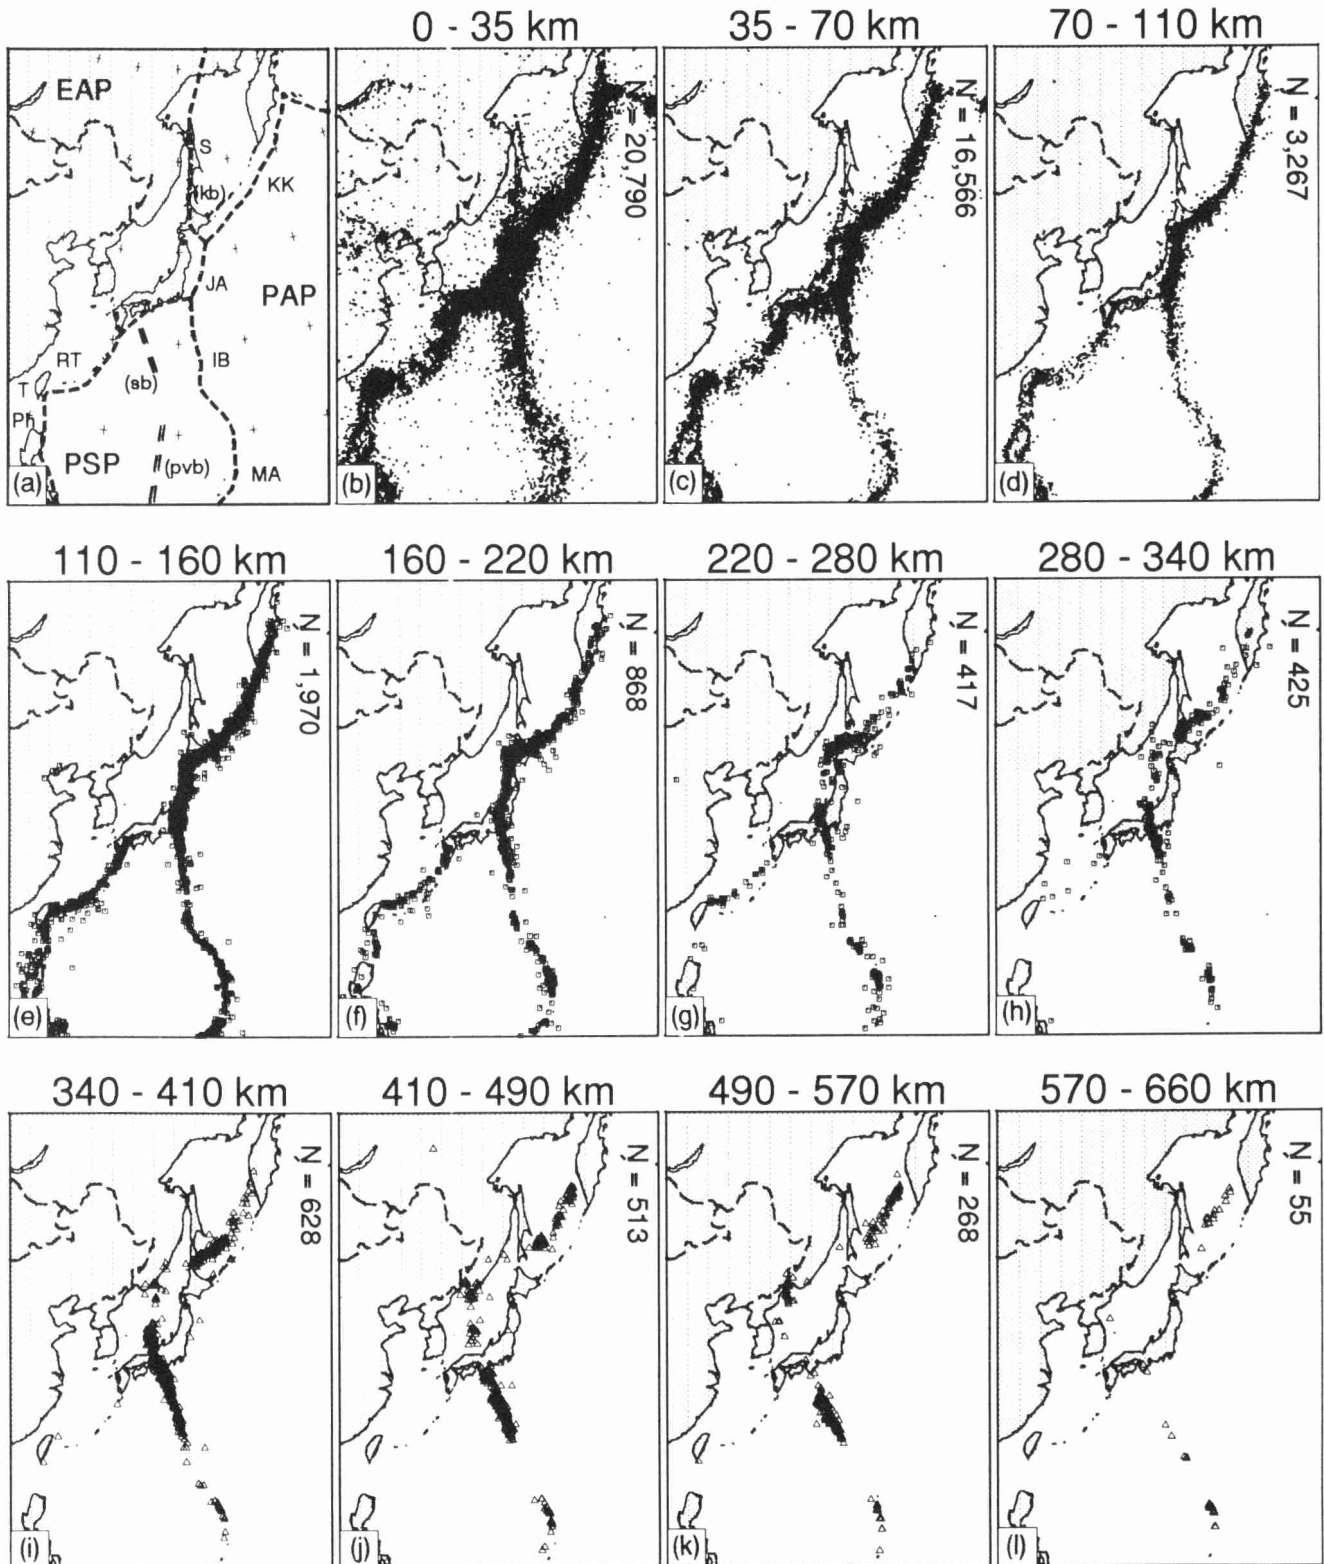 0 - 35 km
35 - 70 km
70 - 110 km
EAP
S
(kb)
KK
JA
PAP
RT
IB
(sb)
T
Ph
PSP
(pvb)
MA
(a)
N = 20,790
(b)
N = 16,566
(c)
N = 3,267
(d)
110 - 160 km
160 - 220 km
220 - 280 km
280 - 340 km
N = 1,970
(e)
N = 868
(f)
N = 417
(g)
N = 425
(h)
340 - 410 km
410 - 490 km
490 - 570 km
570 - 660 km
N = 628
(i)
N = 513
(j)
N = 268
(k)
N = 55
(l)